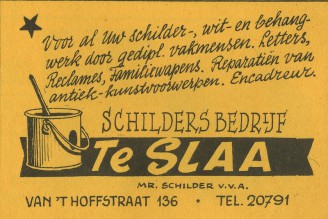 Voor al Uw schilder-, wit- en behang-
werk door gedipl. vakmensen. Letters,
Reclames, Familiewapens. Reparatiën van
antiek-kunstvoorwerpen. Encadreur.
SCHILDERSBEDRIJF
Te SLAA
MR. SCHILDER V.V.A.
VAN 'T HOFFSTRAAT 136 • TEL. 20791